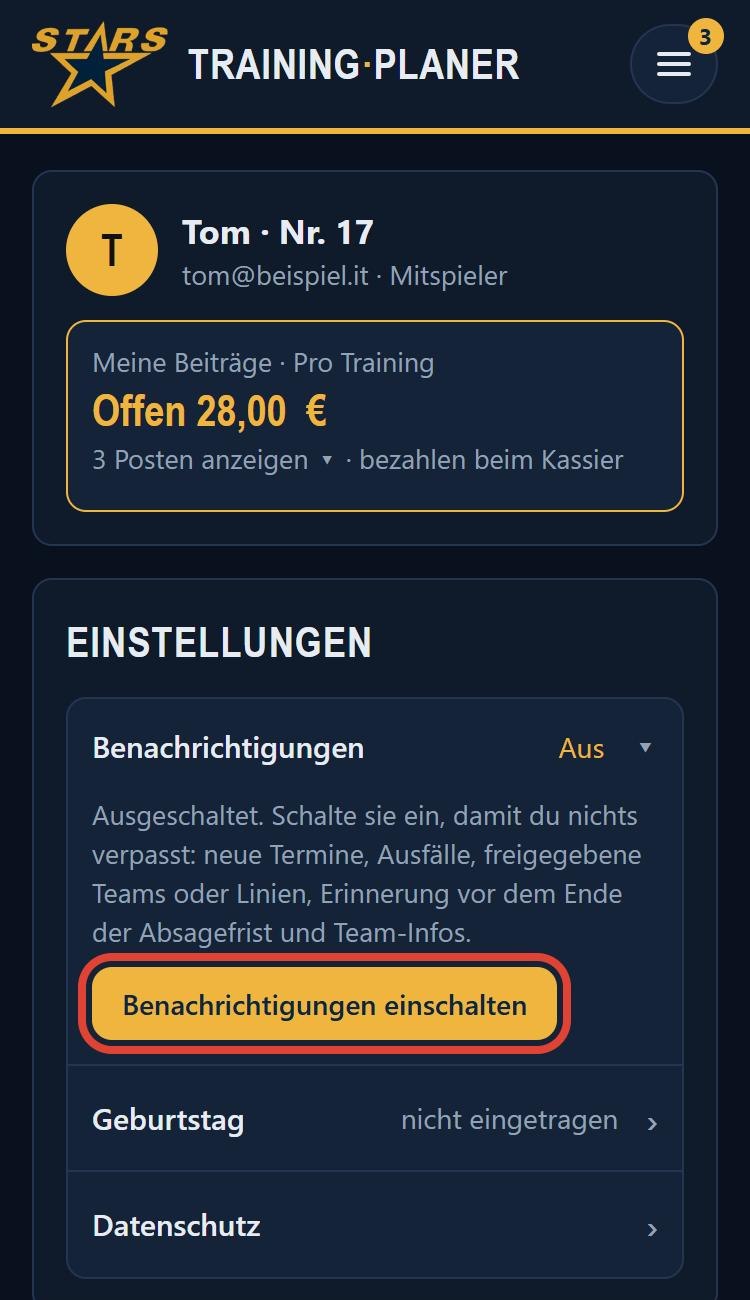 STARS
TRAINING·PLANER
3
T
Tom · Nr. 17
tom@beispiel.it · Mitspieler
Meine Beiträge · Pro Training
Offen 28,00 €
3 Posten anzeigen ▾ · bezahlen beim Kassier
EINSTELLUNGEN
Benachrichtigungen Aus ▾
Ausgeschaltet. Schalte sie ein, damit du nichts
verpasst: neue Termine, Ausfälle, freigegebene
Teams oder Linien, Erinnerung vor dem Ende
der Absagefrist und Team-Infos.
Benachrichtigungen einschalten
Geburtstag nicht eingetragen ›
Datenschutz ›